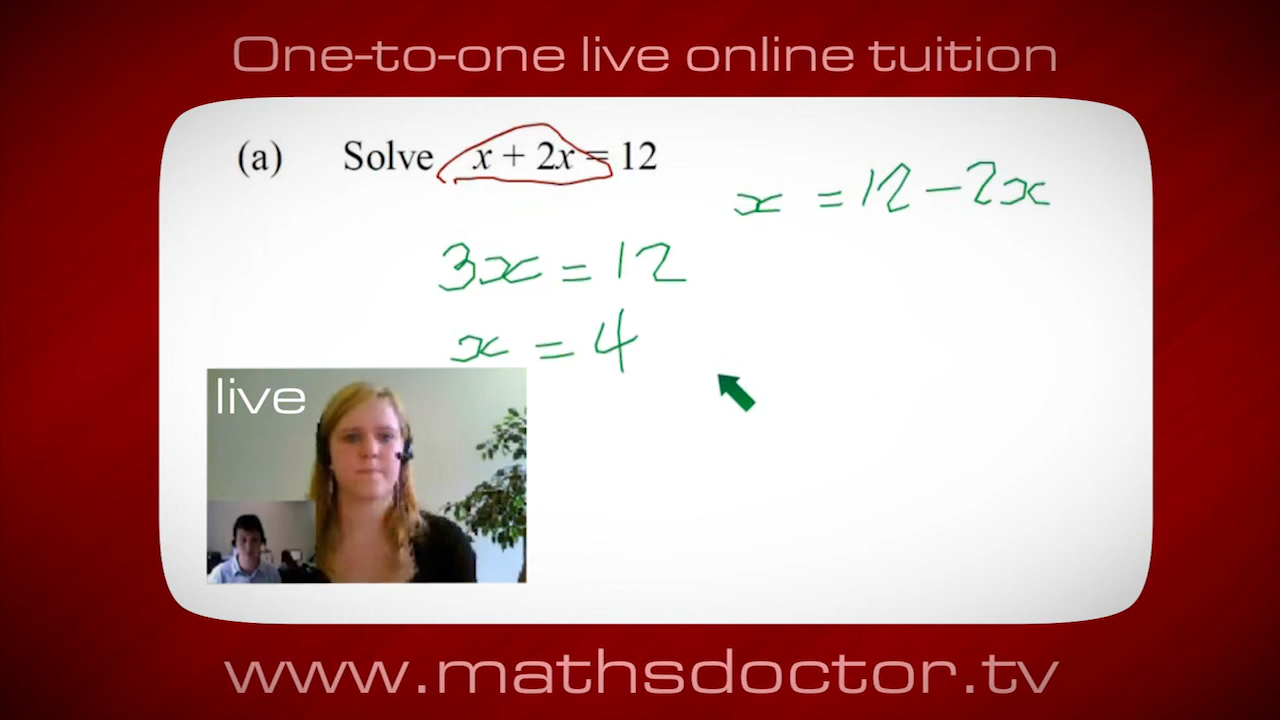 One-to-one live online tuition
(a) Solve x + 2x = 12
x = 12 - 2x
3x = 12
x = 4
live
www.mathsdoctor.tv